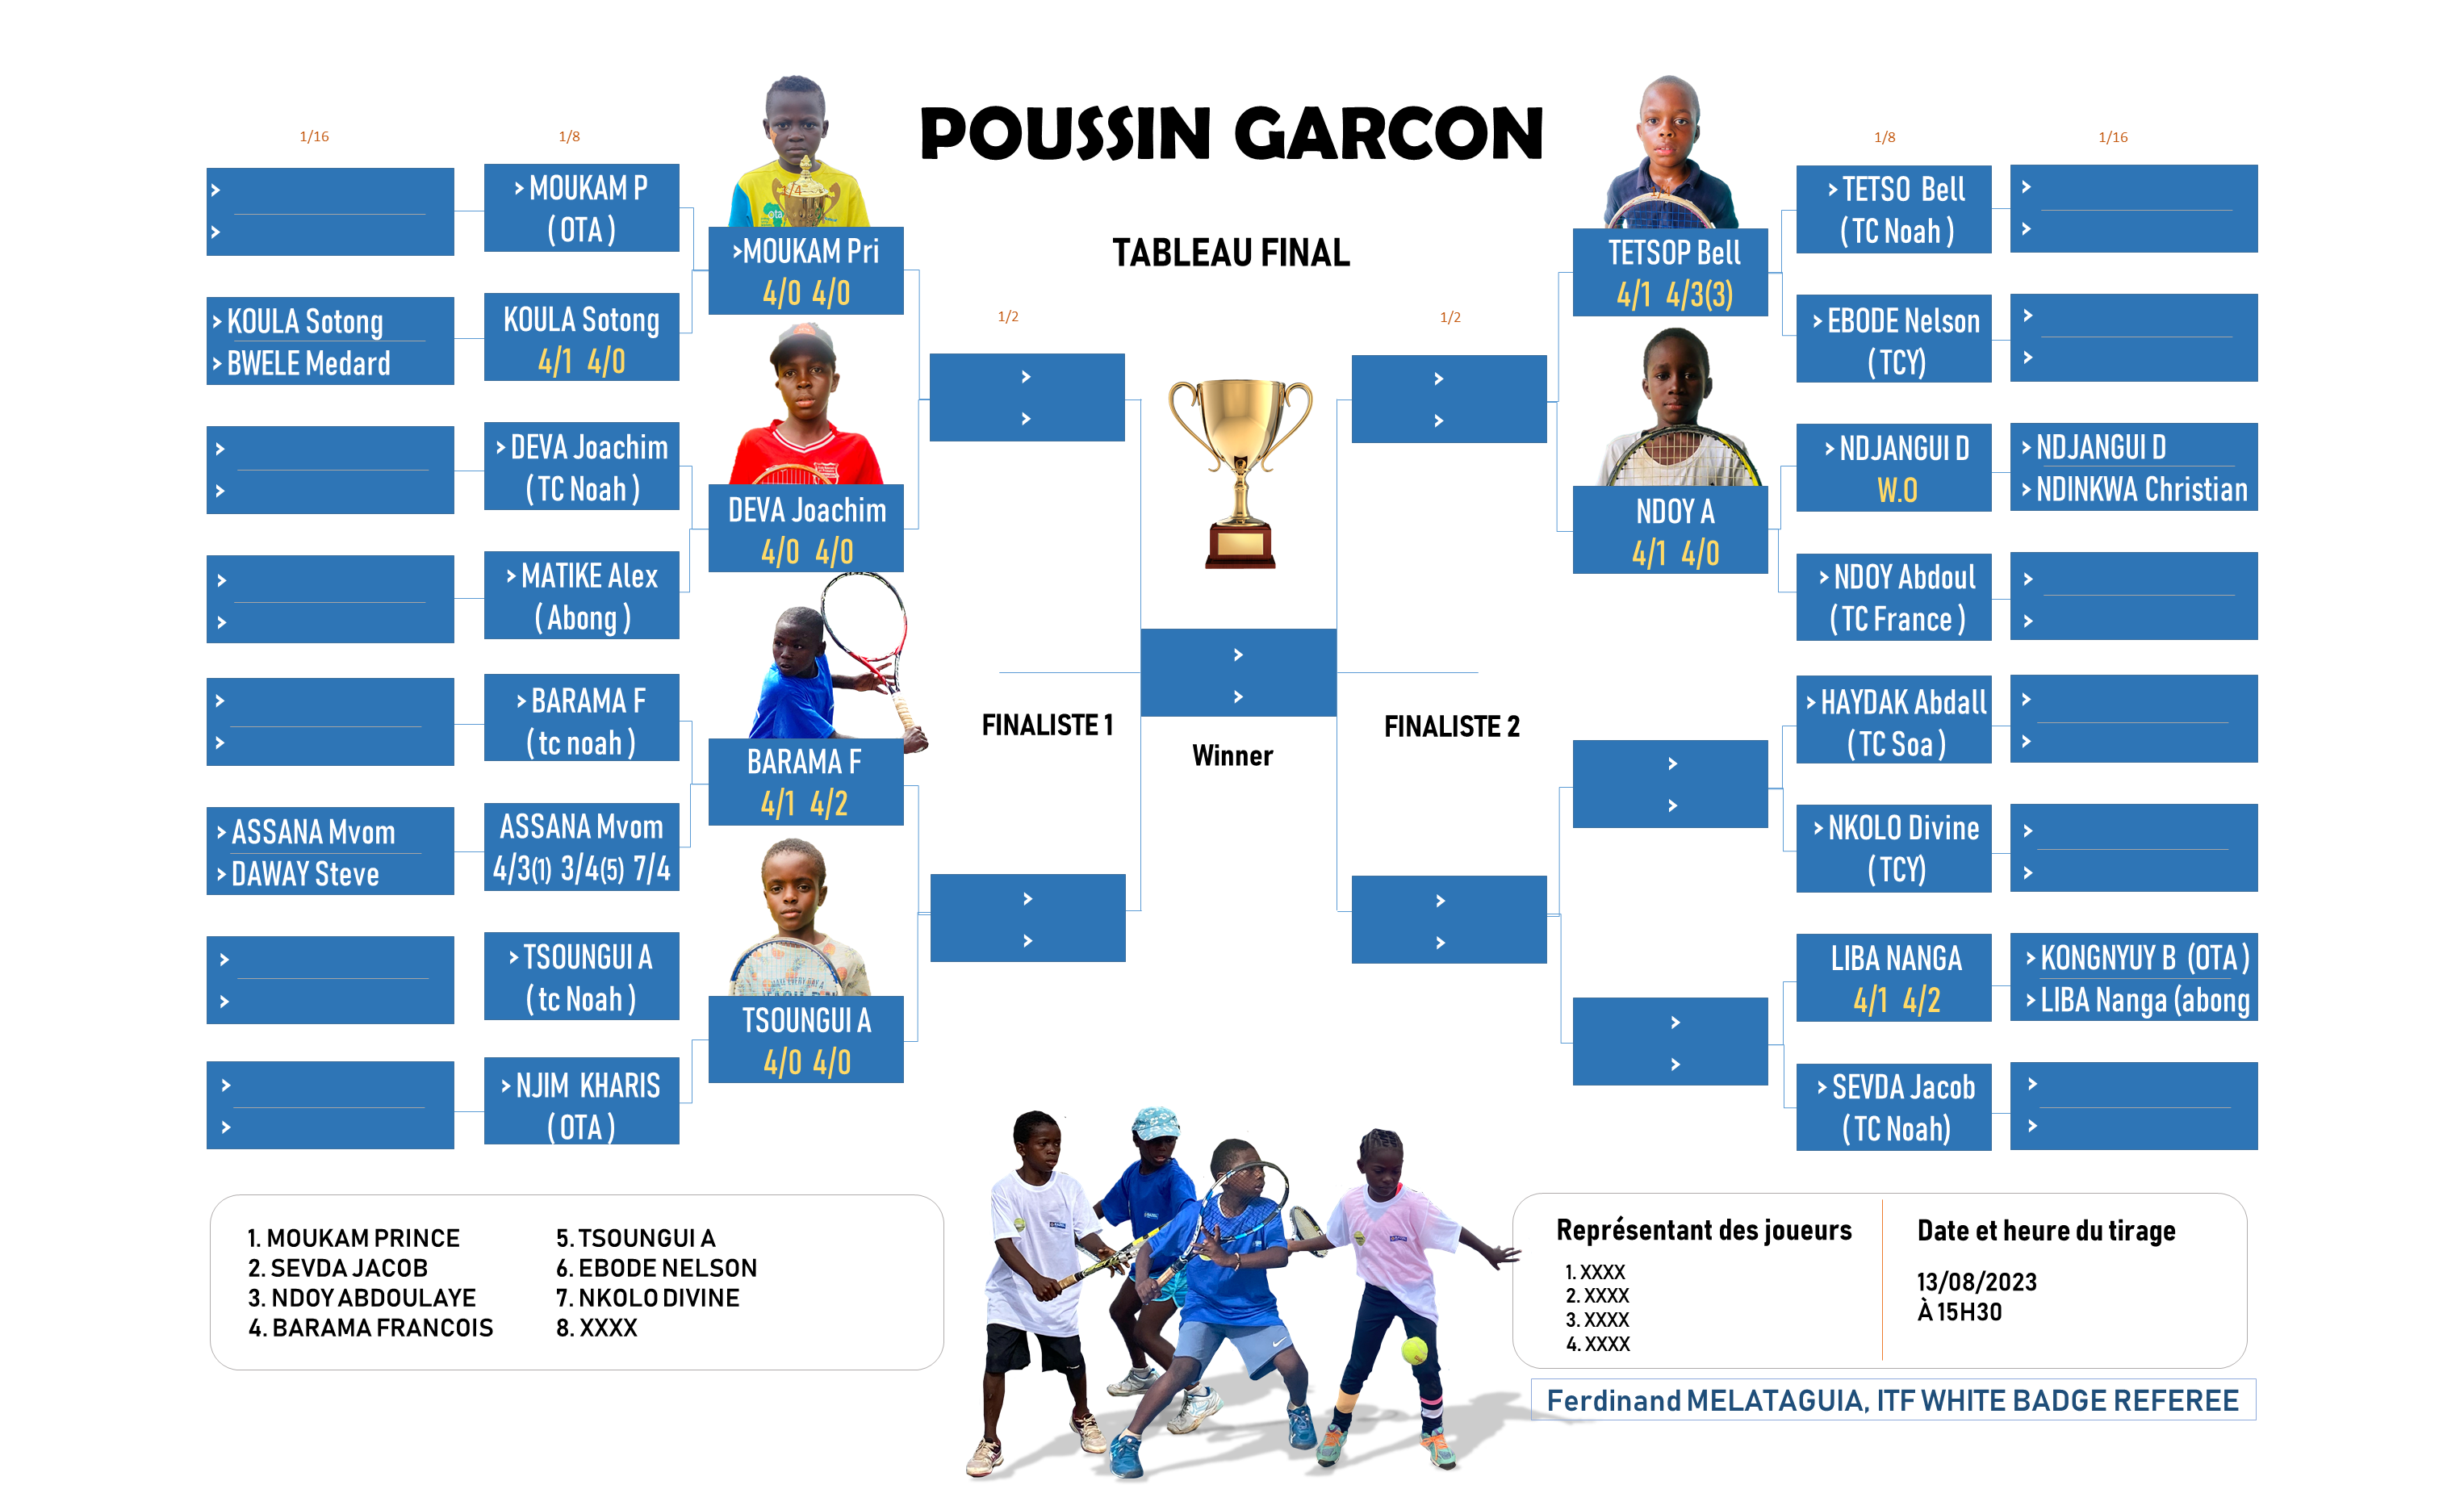 POUSSIN GARCON
TABLEAU FINAL
1/16
1/8
1/4
1/2
1/2
1/8
1/16
>
>
> KOULA Sotong
> BWELE Medard
>
>
>
>
>
>
> ASSANA Mvom
> DAWAY Steve
>
>
>
>
> MOUKAM P
( OTA )
KOULA Sotong
4/1 4/0
> DEVA Joachim
( TC Noah )
> MATIKE Alex
( Abong )
> BARAMA F
( tc noah )
ASSANA Mvom
4/3(1) 3/4(5) 7/4
> TSOUNGUI A
( tc Noah )
> NJIM KHARIS
( OTA )
>MOUKAM Pri
4/0 4/0
DEVA Joachim
4/0 4/0
BARAMA F
4/1 4/2
TSOUNGUI A
4/0 4/0
>
>
>
>
FINALISTE 1
>
>
Winner
FINALISTE 2
>
>
>
>
TETSOP Bell
4/1 4/3(3)
NDOY A
4/1 4/0
>
>
>
>
> TETSO Bell
( TC Noah )
> EBODE Nelson
( TCY)
> NDJANGUI D
W.O
> NDOY Abdoul
( TC France )
> HAYDAK Abdall
( TC Soa )
> NKOLO Divine
( TCY)
LIBA NANGA
4/1 4/2
> SEVDA Jacob
( TC Noah)
>
>
>
>
> NDJANGUI D
> NDINKWA Christian
>
>
>
>
>
>
> KONGNYUY B (OTA )
> LIBA Nanga (abong
>
>
1. MOUKAM PRINCE
2. SEVDA JACOB
3. NDOY ABDOULAYE
4. BARAMA FRANCOIS
5. TSOUNGUI A
6. EBODE NELSON
7. NKOLO DIVINE
8. XXXX
Représentant des joueurs
1. XXXX
2. XXXX
3. XXXX
4. XXXX
Date et heure du tirage
13/08/2023
À 15H30
Ferdinand MELATAGUIA, ITF WHITE BADGE REFEREE